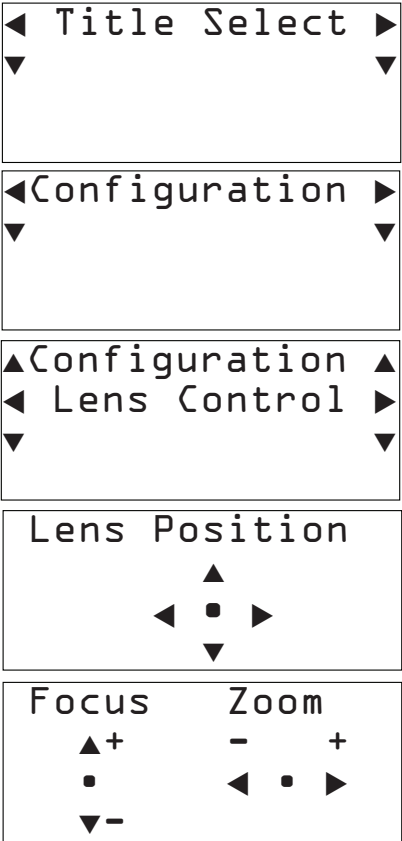 ◀ Title Select ▶
▼ ▼
◀Configuration ▶
▼ ▼
▲Configuration ▲
◀ Lens Control ▶
▼ ▼
Lens Position
▲
◀ ▪ ▶
▼
Focus Zoom
▲+ - +
▪ ◀ ▪ ▶
▼-